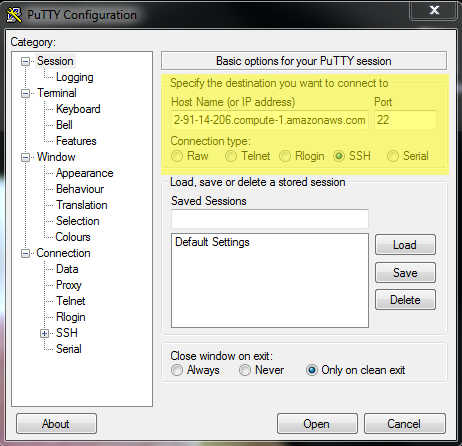 PuTTY Configuration
Category:
Session
Logging
Terminal
Keyboard
Bell
Features
Window
Appearance
Behaviour
Translation
Selection
Colours
Connection
Data
Proxy
Telnet
Rlogin
SSH
Serial
Basic options for your PuTTY session
Specify the destination you want to connect to
Host Name (or IP address) Port
2-91-14-206.compute-1.amazonaws.com 22
Connection type:
Raw Telnet Rlogin SSH Serial
Load, save or delete a stored session
Saved Sessions
Default Settings
Load
Save
Delete
Close window on exit:
Always Never Only on clean exit
About Open Cancel